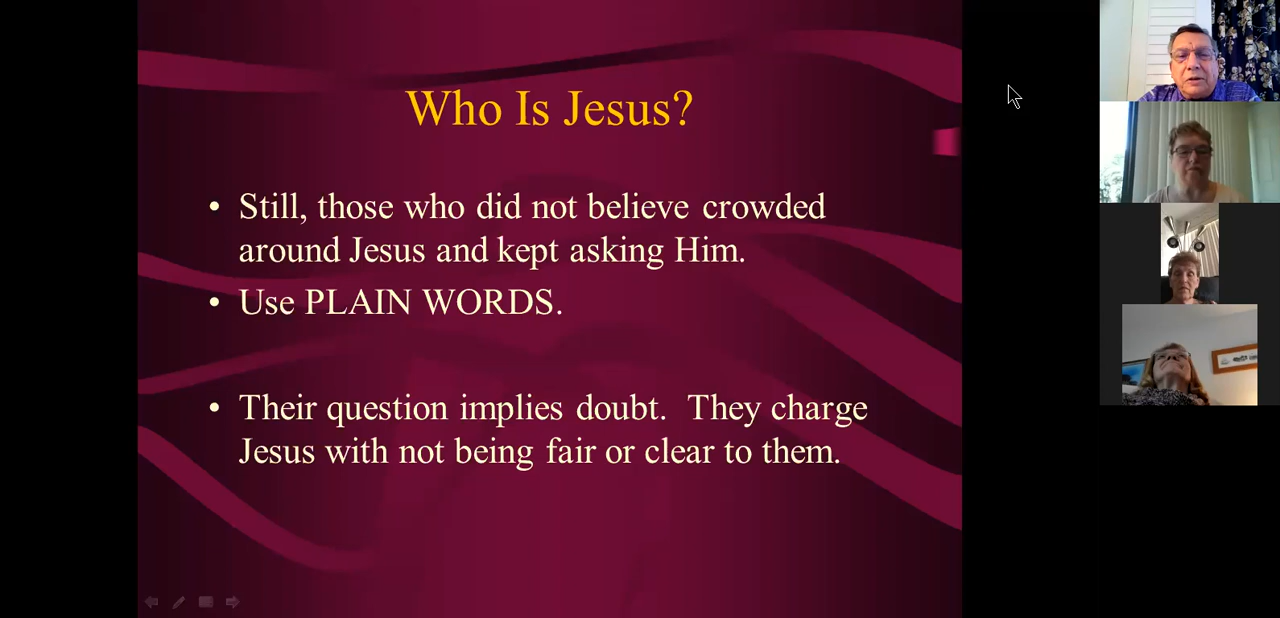 Who Is Jesus?
• Still, those who did not believe crowded
around Jesus and kept asking Him.
• Use PLAIN WORDS.
• Their question implies doubt.  They charge
Jesus with not being fair or clear to them.